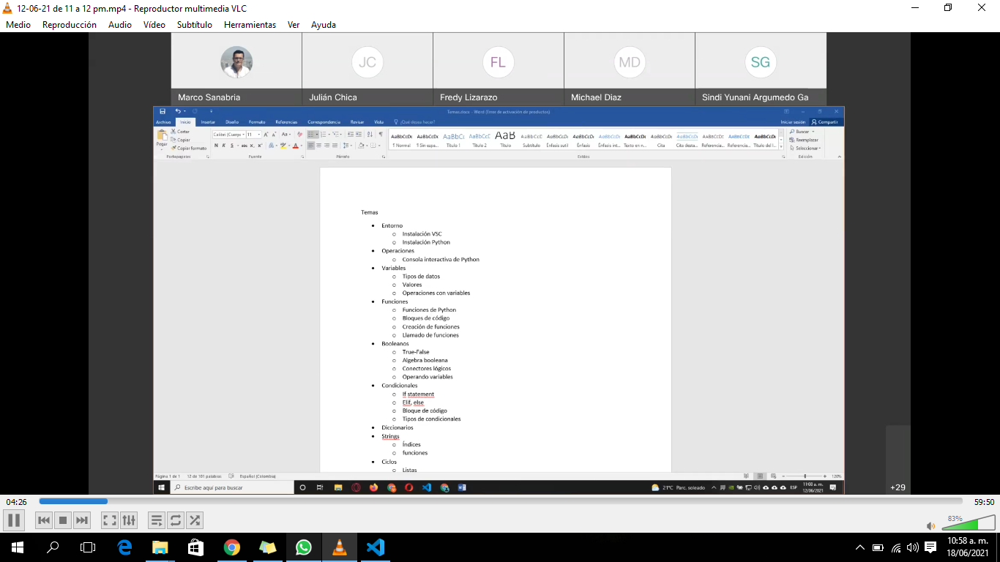 12-06-21 de 11 a 12 pm.mp4 - Reproductor multimedia VLC
Medio Reproducción Audio Vídeo Subtítulo Herramientas Ver Ayuda
JC FL MD SG
Marco Sanabria Julián Chica Fredy Lizarazo Michael Diaz Sindi Yunani Argumedo Ga
Temas.docx - Word (Error de activación de productos)
Archivo Inicio Insertar Diseño Formato Referencias Correspondencia Revisar Vista ¿Qué desea hacer? Iniciar sesión Compartir
Pegar Cortar
Copiar
Copiar formato
Calibri (Cuerpo 11
N K S abc
AaBbCcDc AaBbCcDc AaBbCc AaBbCcC AaB AaBbCcC AaBbCcDc AaBbCcDc AaBbCcDc AaBbCcDc AaBbCcDc AaBbCcDc AaBbCcDc AaBbCcDc AaBbCcDc
¶ Normal ¶ Sin espa... Título 1 Título 2 Título Subtítulo Énfasis sutil Énfasis Énfasis int... Texto en n... Cita Cita desta... Referencia... Referencia... Título del l...
Buscar
Reemplazar
Seleccionar
Portapapeles Fuente Párrafo Estilos Edición
Temas
• Entorno
o Instalación VSC
o Instalación Python
• Operaciones
o Consola interactiva de Python
• Variables
o Tipos de datos
o Valores
o Operaciones con variables
• Funciones
o Funciones de Python
o Bloques de código
o Creación de funciones
o Llamado de funciones
• Booleanos
o True-False
o Algebra booleana
o Conectores lógicos
o Operando variables
• Condicionales
o If statement
o Elif, else
o Bloque de código
o Tipos de condicionales
• Diccionarios
• Strings
o Índices
o funciones
• Ciclos
o Listas
Página 1 de 1 12 de 101 palabras Español (Colombia) 120%
Escribe aquí para buscar 21°C Parc. soleado ESP 11:08 a. m.
12/06/2021
+29
04:26 59:50
83%
10:58 a. m.
18/06/2021